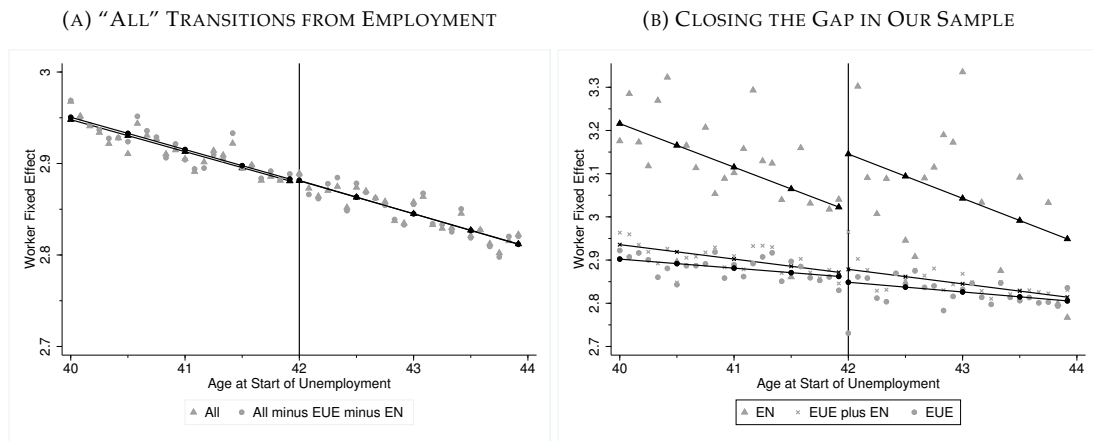 (A) "ALL" TRANSITIONS FROM EMPLOYMENT
3
2.9
2.8
2.7
Worker Fixed Effect
40 41 42 43 44
Age at Start of Unemployment
All All minus EUE minus EN
(B) CLOSING THE GAP IN OUR SAMPLE
3.3
3.2
3.1
3
2.9
2.8
2.7
Worker Fixed Effect
40 41 42 43 44
Age at Start of Unemployment
EN EUE plus EN EUE